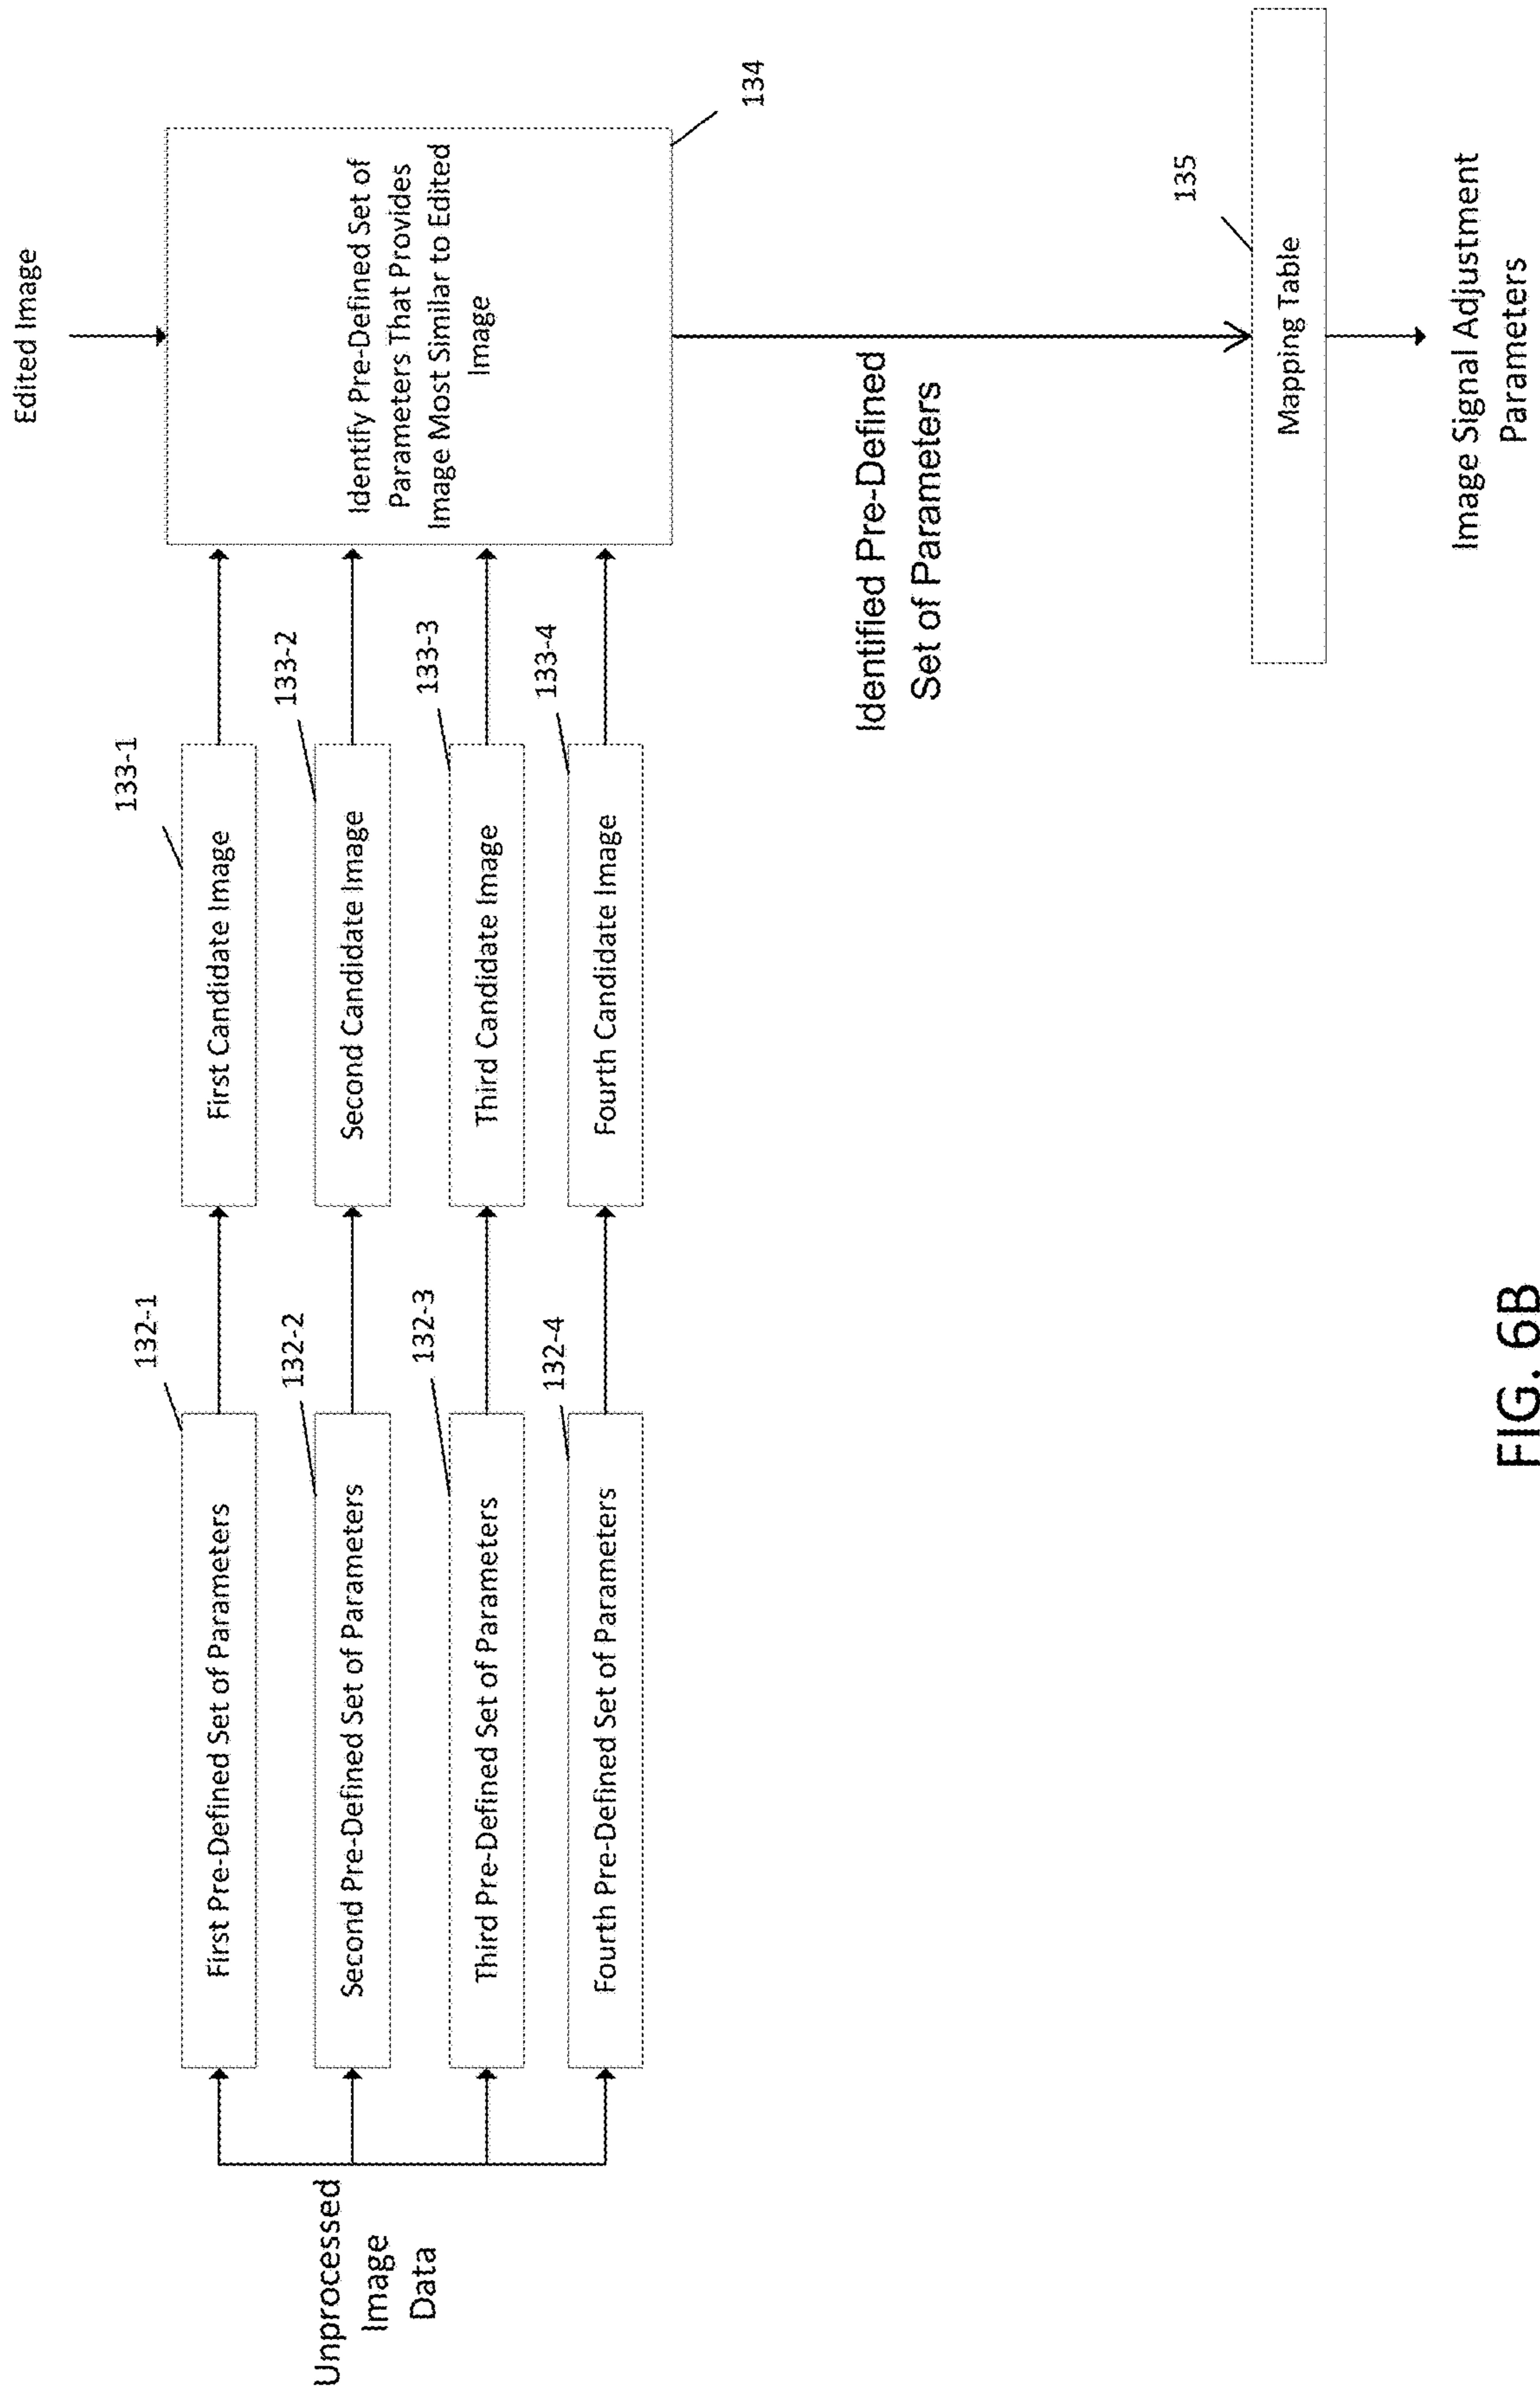 Edited Image
132-1
133-1
First Pre-Defined Set of Parameters
First Candidate Image
132-2
133-2
Unprocessed
Image
Data
Second Pre-Defined Set of Parameters
Second Candidate Image
Identify Pre-Defined Set of
Parameters That Provides
Image Most Similar to Edited
Image
132-3
133-3
Third Pre-Defined Set of Parameters
Third Candidate Image
132-4
133-4
Fourth Pre-Defined Set of Parameters
Fourth Candidate Image
134
Identified Pre-Defined
Set of Parameters
135
Mapping Table
Image Signal Adjustment
Parameters
FIG. 6B